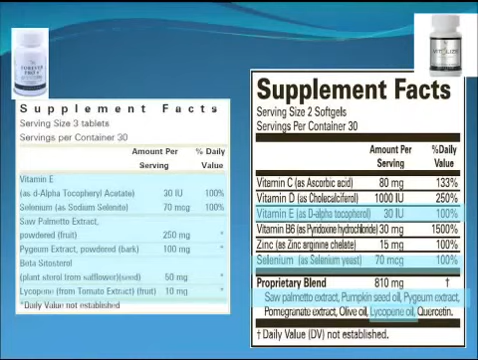 FOREVER
PRO 6
VITOLIZE
Supplement Facts
Serving Size 3 tablets
Servings per Container 30
Amount Per % Daily
Serving Value
Vitamin E
(as d-Alpha Tocopheryl Acetate) 30 IU 100%
Selenium (as Sodium Selenite) 70 mcg 100%
Saw Palmetto Extract,
powdered (fruit) 250 mg *
Pygeum Extract, powdered (bark) 100 mg *
Beta Sitosterol
(plant sterol from safflower)(seed) 50 mg *
Lycopene (from Tomato Extract) (fruit) 10 mg *
*Daily Value not established
Supplement Facts
Serving Size 2 Softgels
Servings Per Container 30
Amount Per %Daily
Serving Value
Vitamin C (as Ascorbic acid) 80 mg 133%
Vitamin D (as Cholecalciferol) 1000 IU 250%
Vitamin E (as D-alpha tocopherol) 30 IU 100%
Vitamin B6 (as Pyridoxine hydrochloride) 30 mg 1500%
Zinc (as Zinc arginine chelate) 15 mg 100%
Selenium (as Selenium yeast) 70 mcg 100%
Proprietary Blend 810 mg †
Saw palmetto extract, Pumpkin seed oil, Pygeum extract,
Pomegranate extract, Olive oil, Lycopene oil, Quercetin.
† Daily Value (DV) not established.